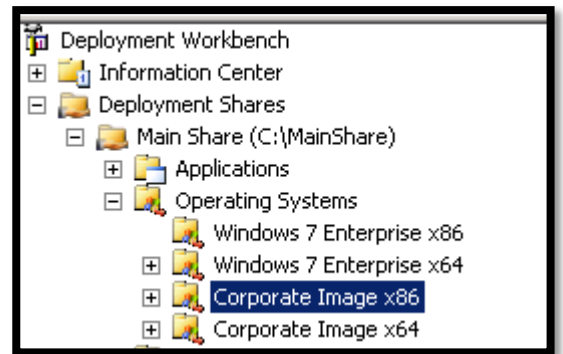 Deployment Workbench
Information Center
Deployment Shares
Main Share (C:\MainShare)
Applications
Operating Systems
Windows 7 Enterprise x86
Windows 7 Enterprise x64
Corporate Image x86
Corporate Image x64